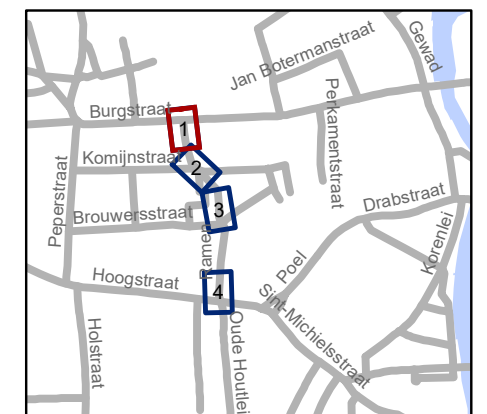 Gewad
Jan Botermanstraat
Burgstraat
1
Perkamentstraat
Komijnstraat
2
Peperstraat
Drabstraat
3
Brouwersstraat
Korenlei
Ramen
Poel
Hoogstraat
4
Sint-Michielsstraat
Holstraat
Oude Houtlei